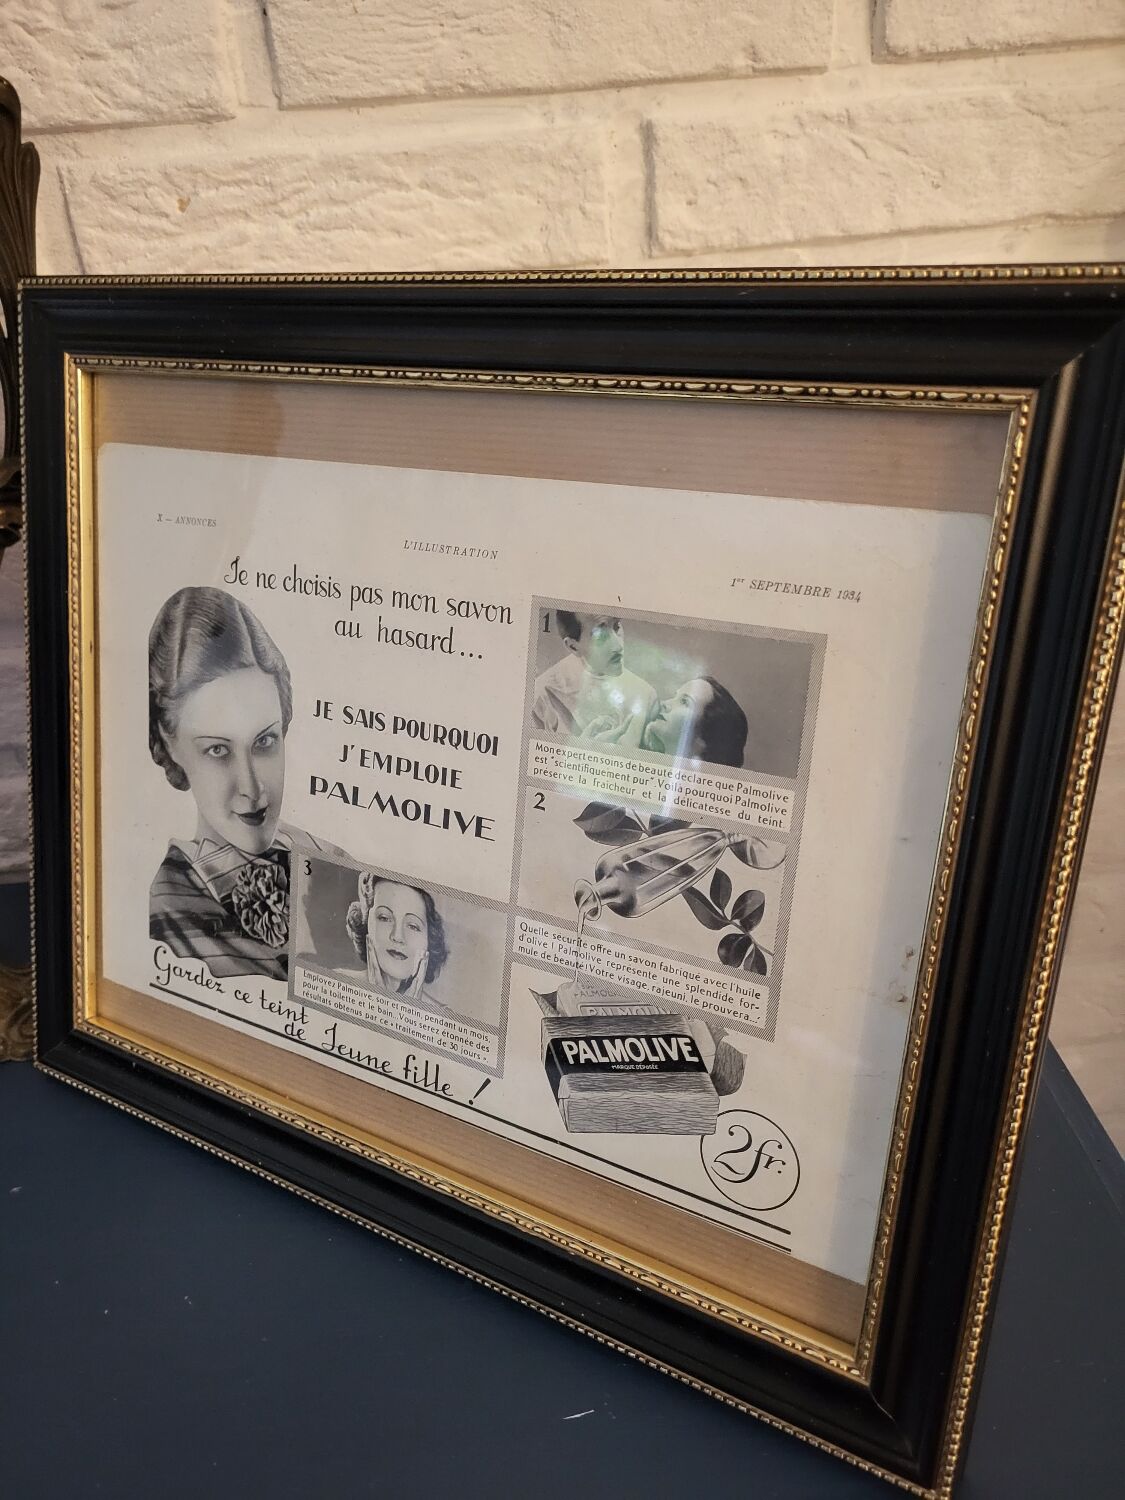 X — ANNONCES
L'ILLUSTRATION
1er SEPTEMBRE 1934
Je ne choisis pas mon savon
au hasard...
JE SAIS POURQUOI
J'EMPLOIE
PALMOLIVE
1
Mon expert en soins de beauté déclare que Palmolive
est "scientifiquement pur". Voilà pourquoi Palmolive
préserve la fraîcheur et la délicatesse du teint.
2
Quelle sécurité offre un savon fabriqué avec l'huile
d'olive ! Palmolive représente une splendide for-
mule de beauté ! Votre visage, rajeuni, le prouvera...
3
Employez Palmolive, soir et matin, pendant un mois,
pour la toilette et le bain... Vous serez étonnée des
résultats obtenus par ce « traitement de 30 jours ».
Gardez ce teint
de Jeune fille !
PALMOLIVE
PALMOLIVE
MARQUE DÉPOSÉE
2fr.